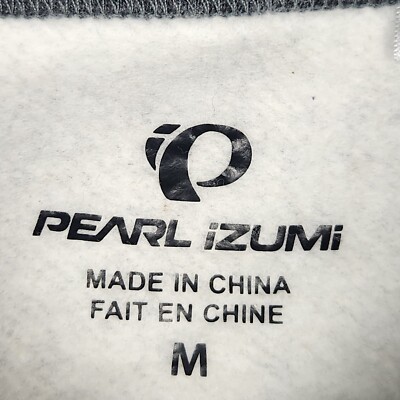 PEARL iZUMi
MADE IN CHINA
FAIT EN CHINE
M